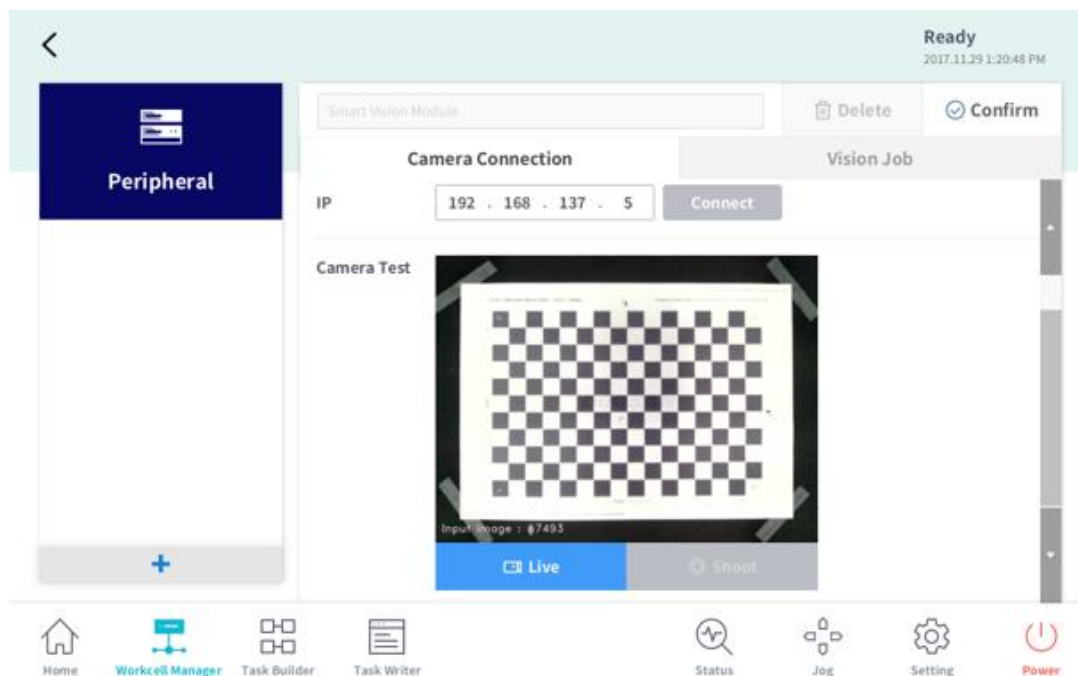 Ready
2017.11.29 1:20:48 PM
Peripheral
Smart Vision Module
Delete
Confirm
Camera Connection
Vision Job
IP
192 . 168 . 137 . 5
Connect
Camera Test
Input Image : #7493
Live
Shoot
Home
Workcell Manager
Task Builder
Task Writer
Status
Jog
Setting
Power